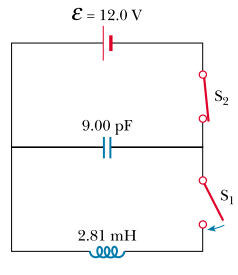 ℰ = 12.0 V
S₂
9.00 pF
S₁
2.81 mH